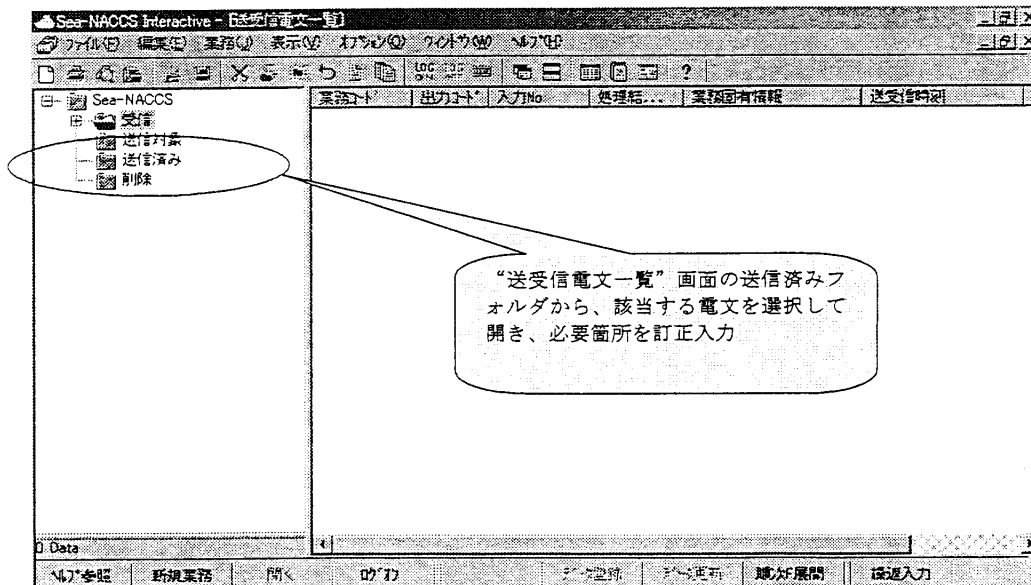 Sea-NACCS Interactive - [送受信電文一覧]
ファイル(F) 編集(E) 業務(J) 表示(V) オプション(O) ウィンドウ(W) ヘルプ(H)
Sea-NACCS
受信
送信対象
送信済み
削除
業務コード 出力コード 入力No 処理結... 業務固有情報 送受信時刻
“送受信電文一覧”画面の送信済みフ
ォルダから、該当する電文を選択して
開き、必要箇所を訂正入力
0 Data
ヘルプ参照 新規業務 開く ログオフ データ登録 データ更新 繰返入力